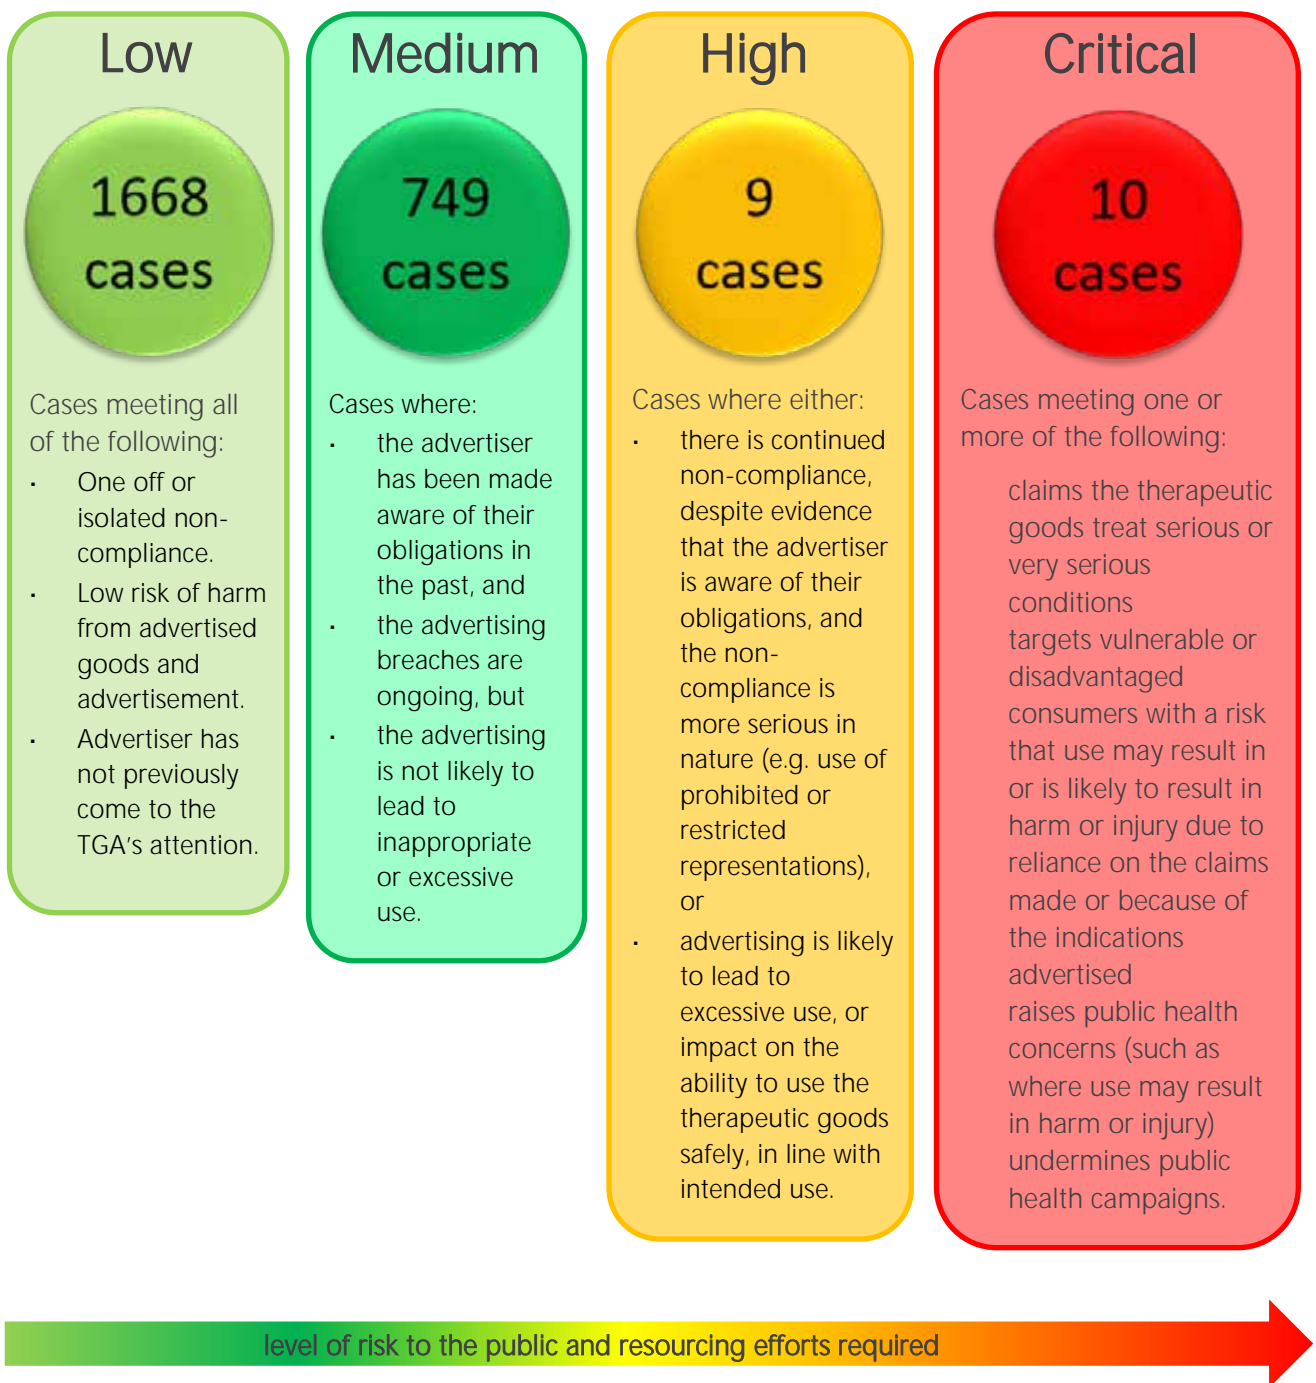 Low
1668
cases
Cases meeting all
of the following:
· One off or
isolated non-
compliance.
· Low risk of harm
from advertised
goods and
advertisement.
· Advertiser has
not previously
come to the
TGA's attention.
Medium
749
cases
Cases where:
· the advertiser
has been made
aware of their
obligations in
the past, and
· the advertising
breaches are
ongoing, but
· the advertising
is not likely to
lead to
inappropriate
or excessive
use.
High
9
cases
Cases where either:
· there is continued
non-compliance,
despite evidence
that the advertiser
is aware of their
obligations, and
the non-
compliance is
more serious in
nature (e.g. use of
prohibited or
restricted
representations),
or
· advertising is likely
to lead to
excessive use, or
impact on the
ability to use the
therapeutic goods
safely, in line with
intended use.
Critical
10
cases
Cases meeting one or
more of the following:
claims the therapeutic
goods treat serious or
very serious
conditions
targets vulnerable or
disadvantaged
consumers with a risk
that use may result in
or is likely to result in
harm or injury due to
reliance on the claims
made or because of
the indications
advertised
raises public health
concerns (such as
where use may result
in harm or injury)
undermines public
health campaigns.
level of risk to the public and resourcing efforts required